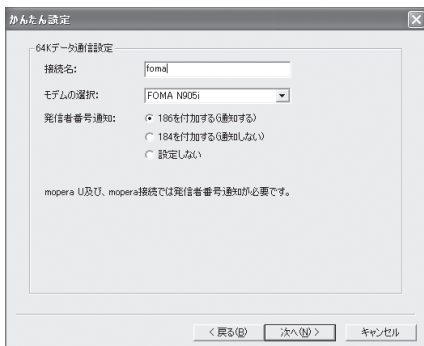 かんたん設定
64Kデータ通信設定
接続名: foma
モデムの選択: FOMA N905i
発信者番号通知: 186を付加する(通知する)
184を付加する(通知しない)
設定しない
mopera U及び、mopera接続では発信者番号通知が必要です。
< 戻る(B) 次へ(N) > キャンセル